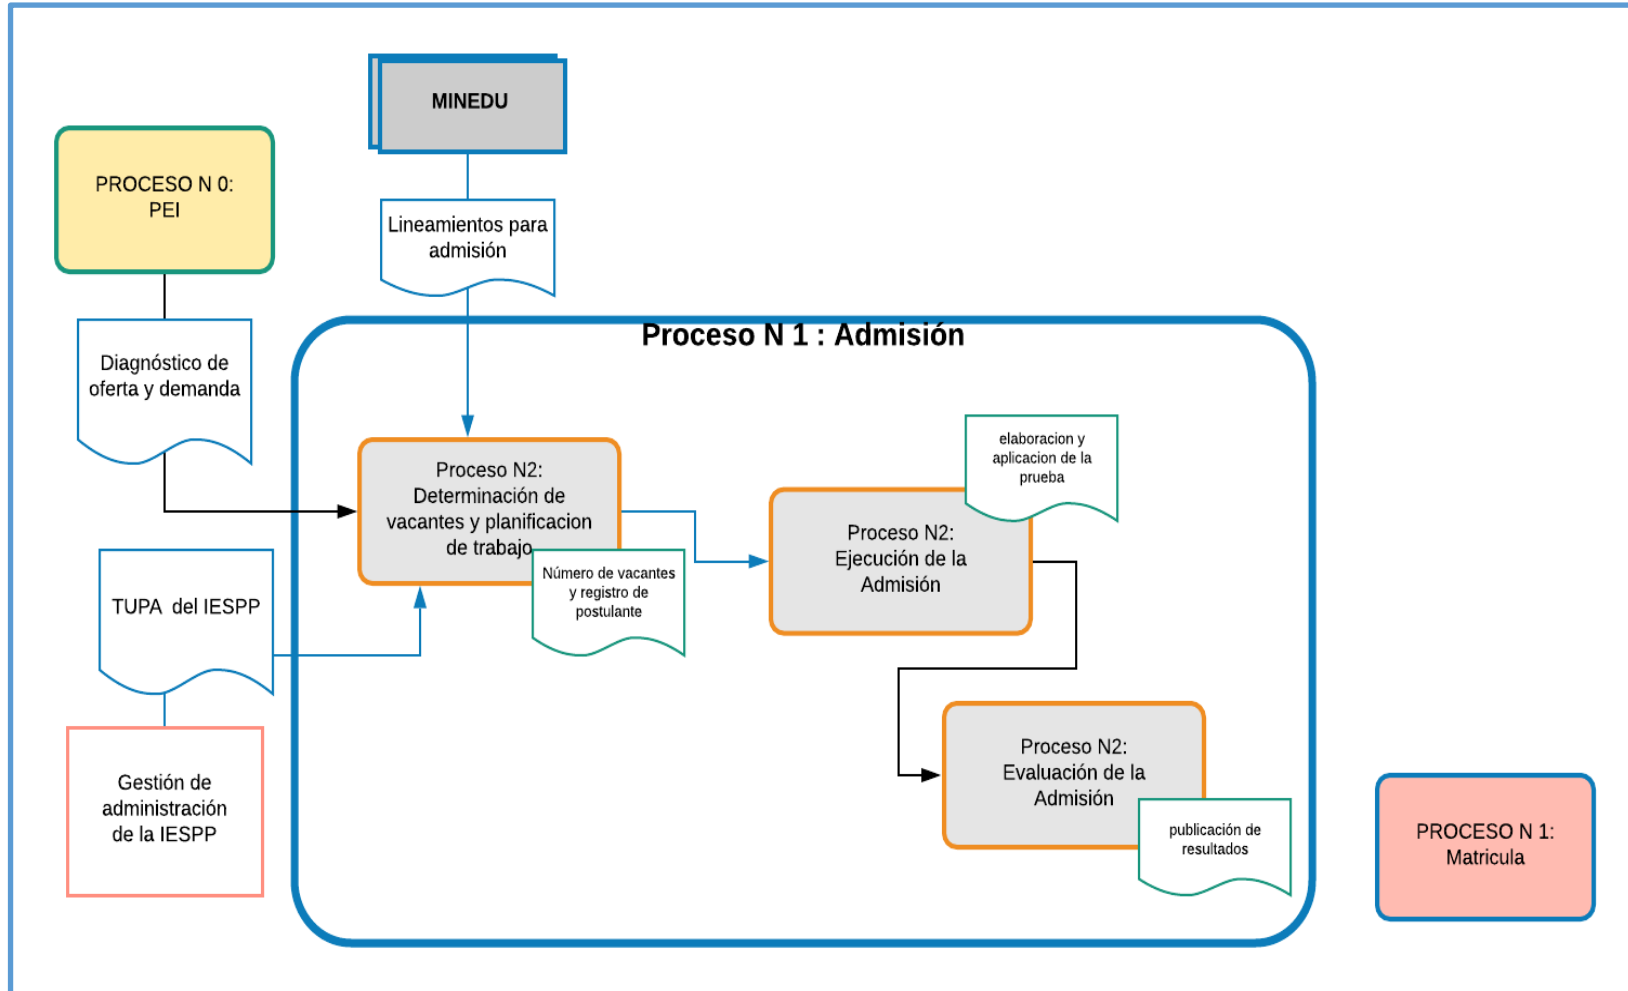 MINEDU
PROCESO N 0:
PEI
Lineamientos para
admisión
Diagnóstico de
oferta y demanda
Proceso N 1 : Admisión
Proceso N2:
Determinación de
vacantes y planificacion
de trabajo
Número de vacantes
y registro de
postulante
elaboracion y
aplicacion de la
prueba
Proceso N2:
Ejecución de la
Admisión
TUPA  del IESPP
Gestión de
administración
de la IESPP
Proceso N2:
Evaluación de la
Admisión
publicación de
resultados
PROCESO N 1:
Matricula